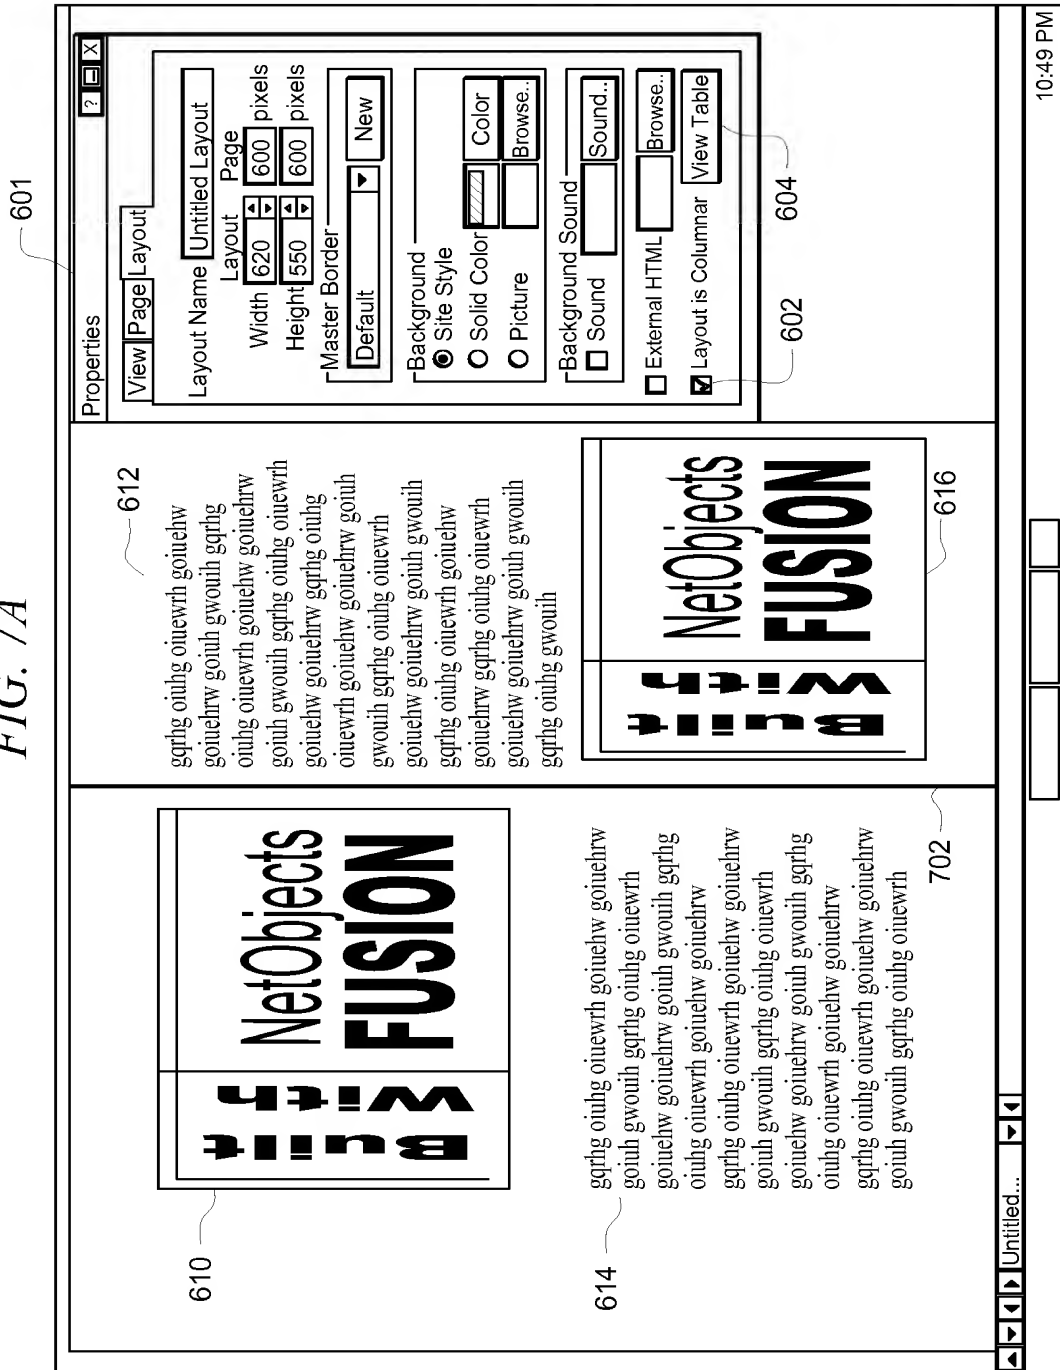 FIG. 7A
610
Built
With
NetObjects
FUSION
614
gqrhg oiuhg oiuewrh goiuehw goiuehrw
goiuh gwouih gqrhg oiuhg oiuewrh
goiuehw goiuehrw goiuh gwouih gqrhg
oiuhg oiuewrh goiuehw goiuehrw
gqrhg oiuhg oiuewrh goiuehw goiuehrw
goiuh gwouih gqrhg oiuhg oiuewrh
goiuehw goiuehrw goiuh gwouih gqrhg
oiuhg oiuewrh goiuehw goiuehrw
gqrhg oiuhg oiuewrh goiuehw goiuehrw
goiuh gwouih gqrhg oiuhg oiuewrh
702
612
gqrhg oiuhg oiuewrh goiuehw
goiuehrw goiuh gwouih gqrhg
oiuhg oiuewrh goiuehw goiuehrw
goiuh gwouih gqrhg oiuhg oiuewrh
goiuehw goiuehrw gqrhg oiuhg
oiuewrh goiuehw goiuehrw goiuh
gwouih gqrhg oiuhg oiuewrh
goiuehw goiuehrw goiuh gwouih
gqrhg oiuhg oiuewrh goiuehw
goiuehrw gqrhg oiuhg oiuewrh
goiuehw goiuehrw goiuh gwouih
gqrhg oiuhg gwouih
Built
With
NetObjects
FUSION
616
601
Properties ? X
View Page Layout
Layout Name Untitled Layout
Layout Page
Width 620 600 pixels
Height 550 600 pixels
Master Border
Default New
Background
Site Style
Solid Color Color
Picture Browse..
Background Sound
Sound Sound..
External HTML Browse..
Layout is Columnar View Table
602
604
Untitled...
10:49 PM